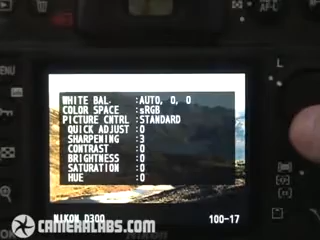 WHITE BAL. :AUTO, 0, 0
COLOR SPACE :sRGB
PICTURE CNTRL :STANDARD
QUICK ADJUST :0
SHARPENING :3
CONTRAST :0
BRIGHTNESS :0
SATURATION :0
HUE :0
NIKON D300 100-17
CAMERALABS.COM
MENU
L